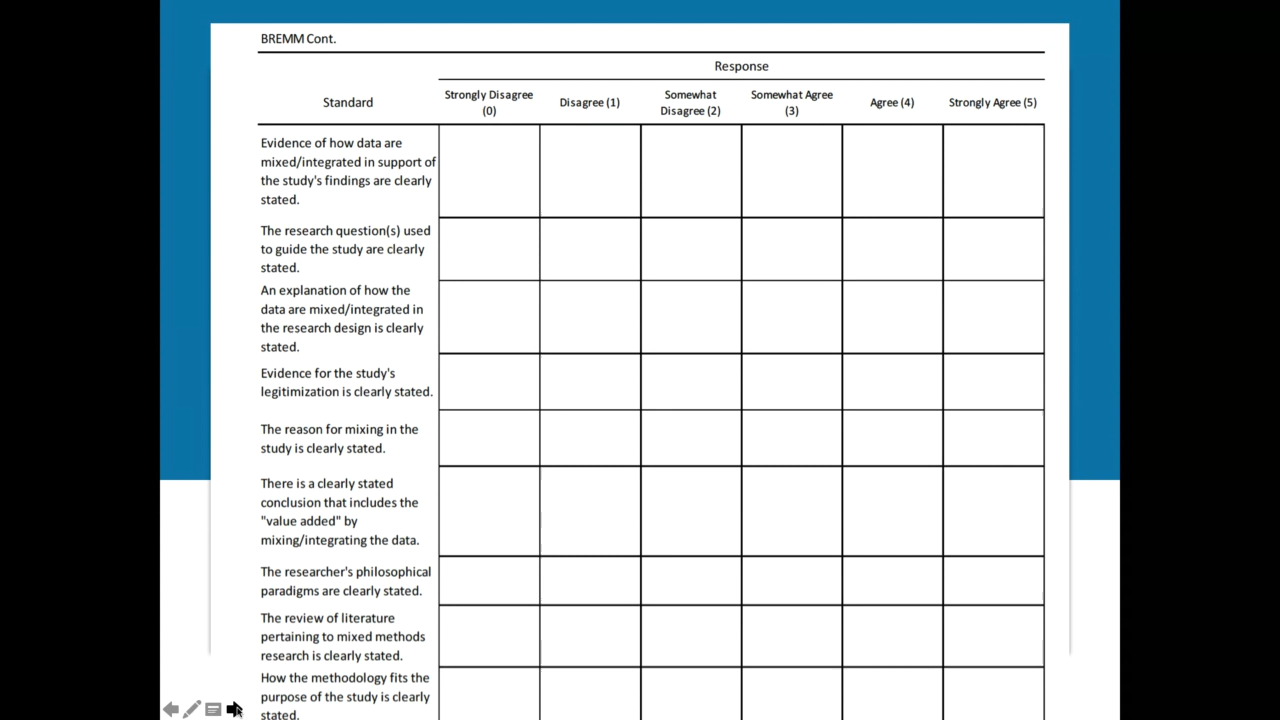 BREMM Cont.
Response
Standard
Strongly Disagree
(0)
Disagree (1)
Somewhat
Disagree (2)
Somewhat Agree
(3)
Agree (4)
Strongly Agree (5)
Evidence of how data are
mixed/integrated in support of
the study's findings are clearly
stated.
The research question(s) used
to guide the study are clearly
stated.
An explanation of how the
data are mixed/integrated in
the research design is clearly
stated.
Evidence for the study's
legitimization is clearly stated.
The reason for mixing in the
study is clearly stated.
There is a clearly stated
conclusion that includes the
"value added" by
mixing/integrating the data.
The researcher's philosophical
paradigms are clearly stated.
The review of literature
pertaining to mixed methods
research is clearly stated.
How the methodology fits the
purpose of the study is clearly
stated.